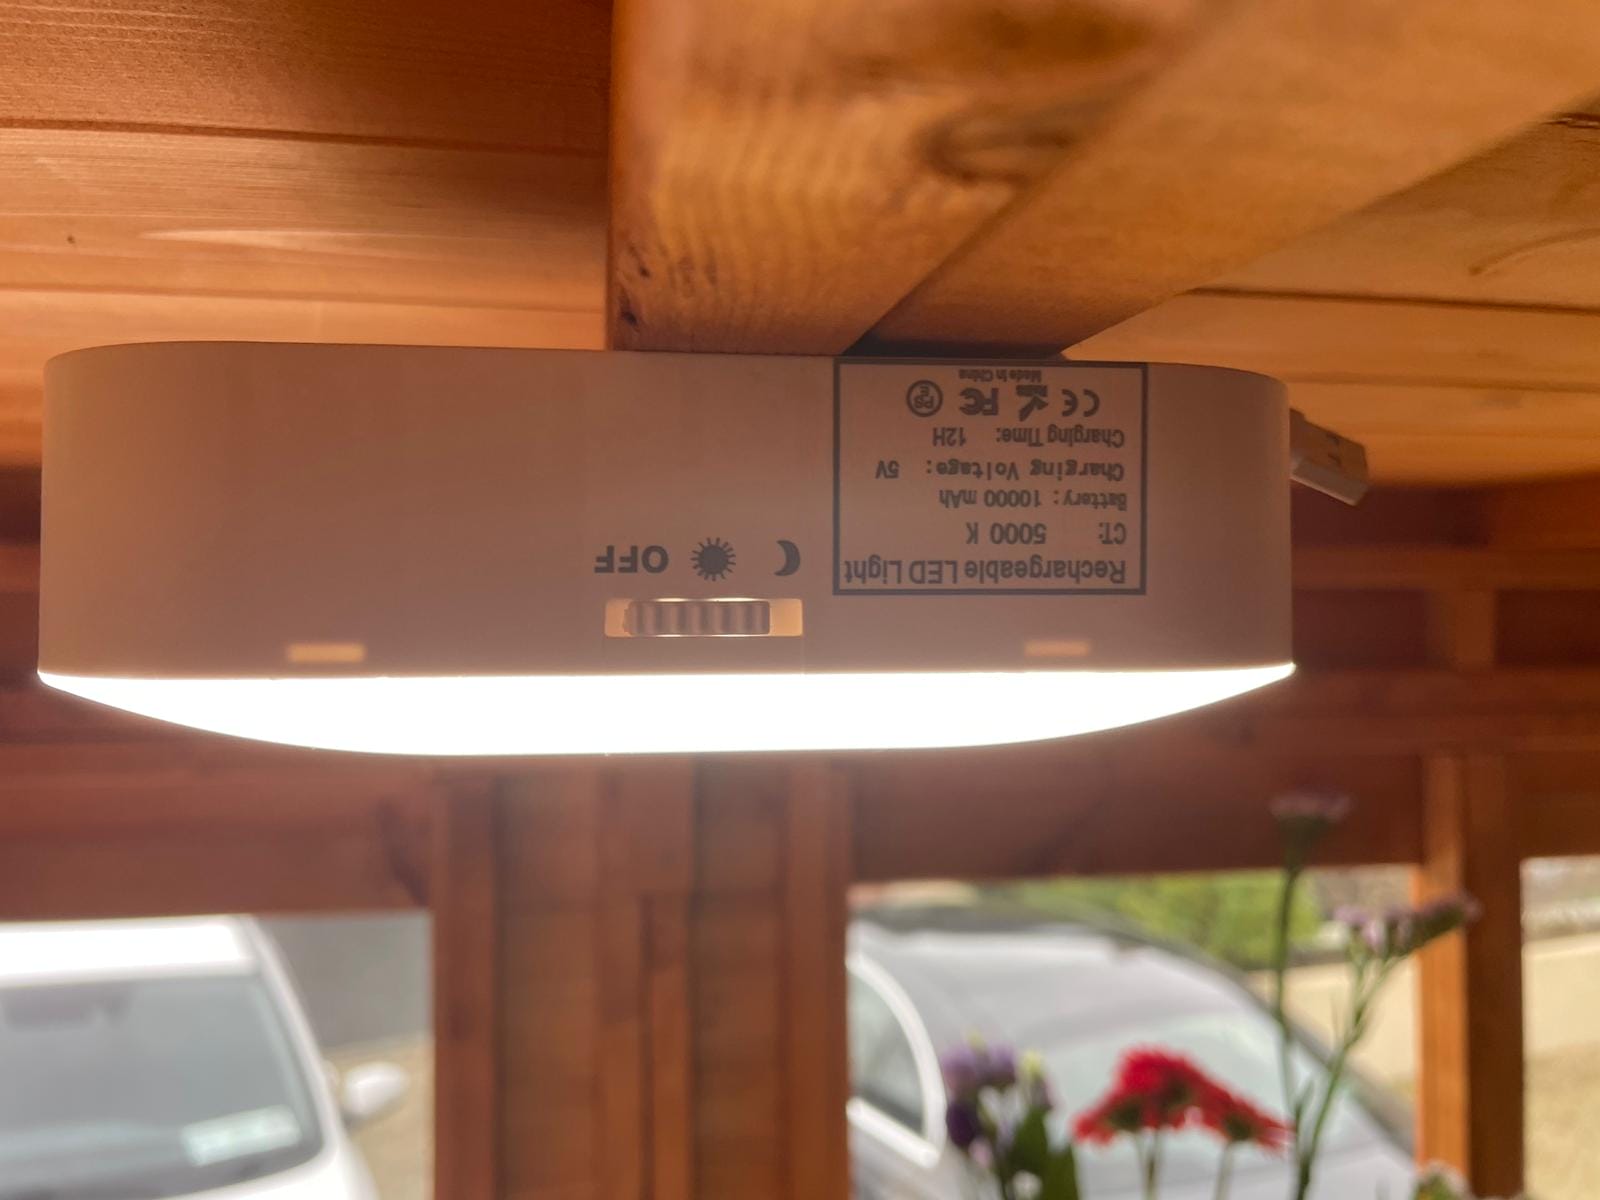 Rechargeable LED Light
CT: 5000 K
Battery: 10000 mAh
Charging Voltage: 5V
Charging Time: 12H
CE FC PSE
Made In China
OFF